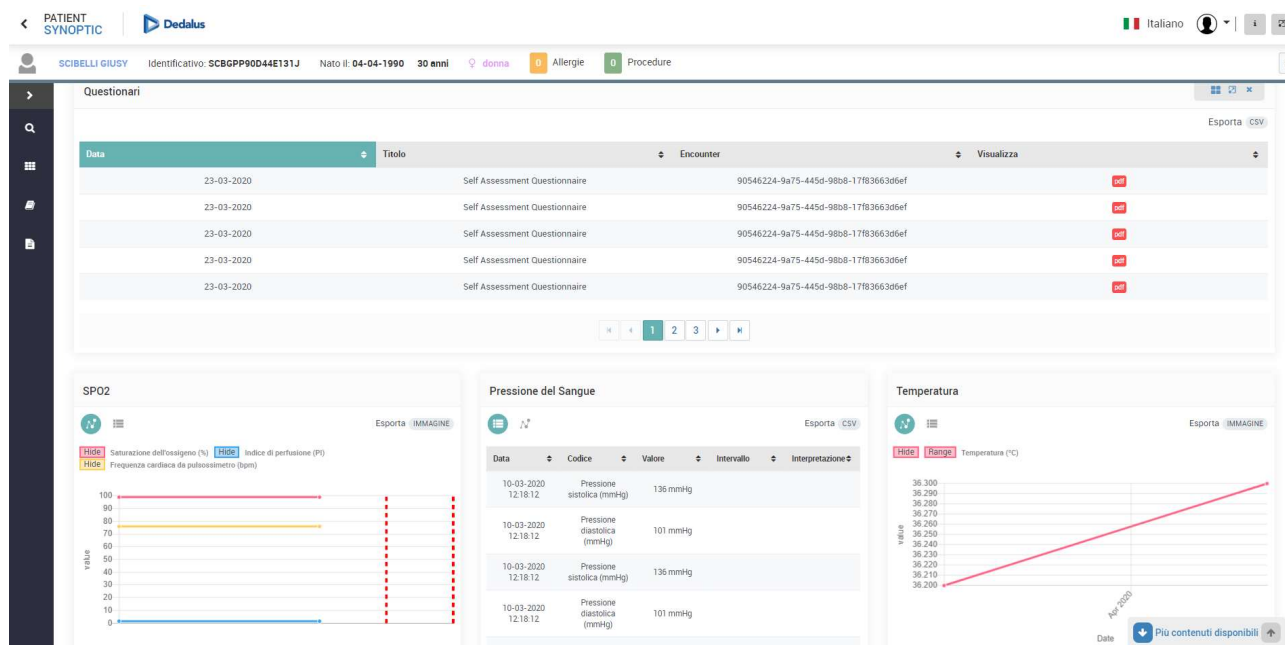 PATIENT
SYNOPTIC
Dedalus
Italiano
SCIBELLI GIUSY Identificativo: SCBGPP90D44E131J Nato il: 04-04-1990 30 anni donna 0 Allergie 0 Procedure
Questionari
Esporta CSV
Data Titolo Encounter Visualizza
23-03-2020 Self Assessment Questionnaire 90546224-9a75-445d-98b8-17f83663d6ef pdf
23-03-2020 Self Assessment Questionnaire 90546224-9a75-445d-98b8-17f83663d6ef pdf
23-03-2020 Self Assessment Questionnaire 90546224-9a75-445d-98b8-17f83663d6ef pdf
23-03-2020 Self Assessment Questionnaire 90546224-9a75-445d-98b8-17f83663d6ef pdf
23-03-2020 Self Assessment Questionnaire 90546224-9a75-445d-98b8-17f83663d6ef pdf
1 2 3
SPO2
Esporta IMMAGINE
Hide Saturazione dell'ossigeno (%) Hide Indice di perfusione (PI)
Hide Frequenza cardiaca da pulsossimetro (bpm)
100
90
80
70
60
50
40
30
20
10
0
value
Pressione del Sangue
Esporta CSV
Data Codice Valore Intervallo Interpretazione
10-03-2020 12:18:12 Pressione sistolica (mmHg) 136 mmHg
10-03-2020 12:18:12 Pressione diastolica (mmHg) 101 mmHg
10-03-2020 12:18:12 Pressione sistolica (mmHg) 136 mmHg
10-03-2020 12:18:12 Pressione diastolica (mmHg) 101 mmHg
Temperatura
Esporta IMMAGINE
Hide Range Temperatura (°C)
36.300
36.290
36.280
36.270
36.260
36.250
36.240
36.230
36.220
36.210
36.200
value
Apr 2020
Date
Più contenuti disponibili